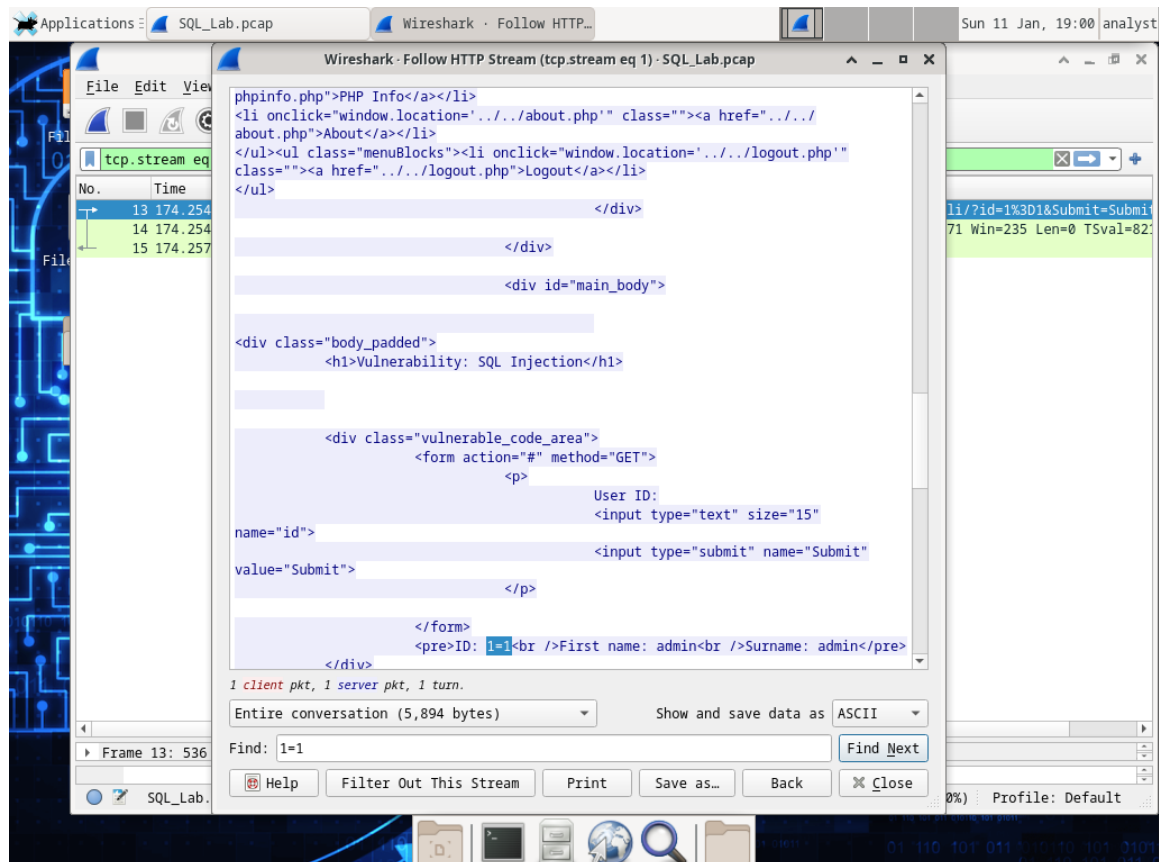 Applications
SQL_Lab.pcap
Wireshark · Follow HTTP…
Sun 11 Jan, 19:00
analyst
Wireshark · Follow HTTP Stream (tcp.stream eq 1) · SQL_Lab.pcap
File Edit View
phpinfo.php">PHP Info</a></li>
<li onclick="window.location='../../about.php'" class=""><a href="../../
about.php">About</a></li>
</ul><ul class="menuBlocks"><li onclick="window.location='../../logout.php'"
class=""><a href="../../logout.php">Logout</a></li>
</ul>
</div>
</div>
<div id="main_body">
<div class="body_padded">
<h1>Vulnerability: SQL Injection</h1>
<div class="vulnerable_code_area">
<form action="#" method="GET">
<p>
User ID:
<input type="text" size="15"
name="id">
<input type="submit" name="Submit"
value="Submit">
</p>
</form>
<pre>ID: 1=1<br />First name: admin<br />Surname: admin</pre>
</div>
tcp.stream eq
No. Time
13 174.254
li/?id=1%3D1&Submit=Submit
14 174.254
71 Win=235 Len=0 TSval=821
15 174.257
1 client pkt, 1 server pkt, 1 turn.
Entire conversation (5,894 bytes)
Show and save data as ASCII
Find: 1=1
Find Next
Help
Filter Out This Stream
Print
Save as…
Back
Close
Frame 13: 536
SQL_Lab.
0%) Profile: Default